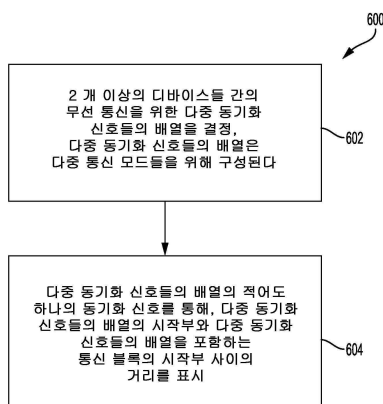 600
2 개 이상의 디바이스들 간의
무선 통신을 위한 다중 동기화
신호들의 배열을 결정,
다중 동기화 신호들의 배열은
다중 통신 모드들을 위해 구성된다
602
다중 동기화 신호들의 배열의 적어도
하나의 동기화 신호를 통해, 다중 동기화
신호들의 배열의 시작부와 다중 동기화
신호들의 배열을 포함하는
통신 블록의 시작부 사이의
거리를 표시
604